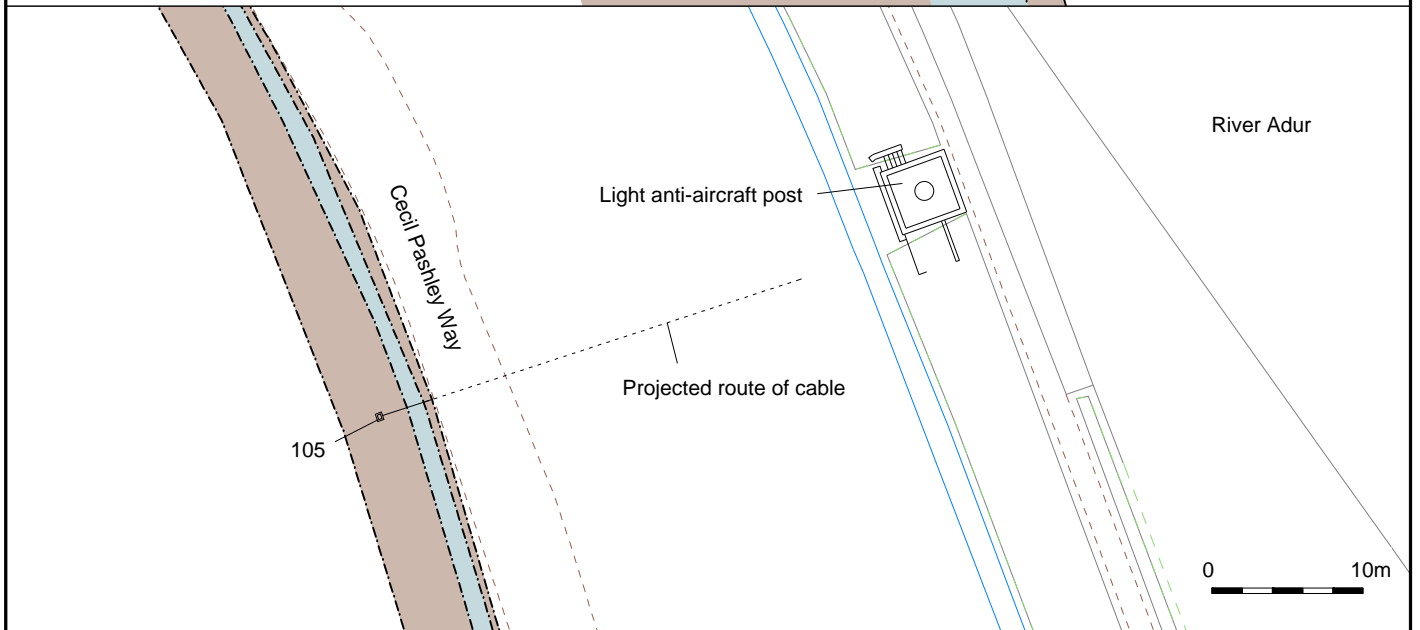 River Adur
Light anti-aircraft post
Cecil Pashley Way
Projected route of cable
105
0 10m